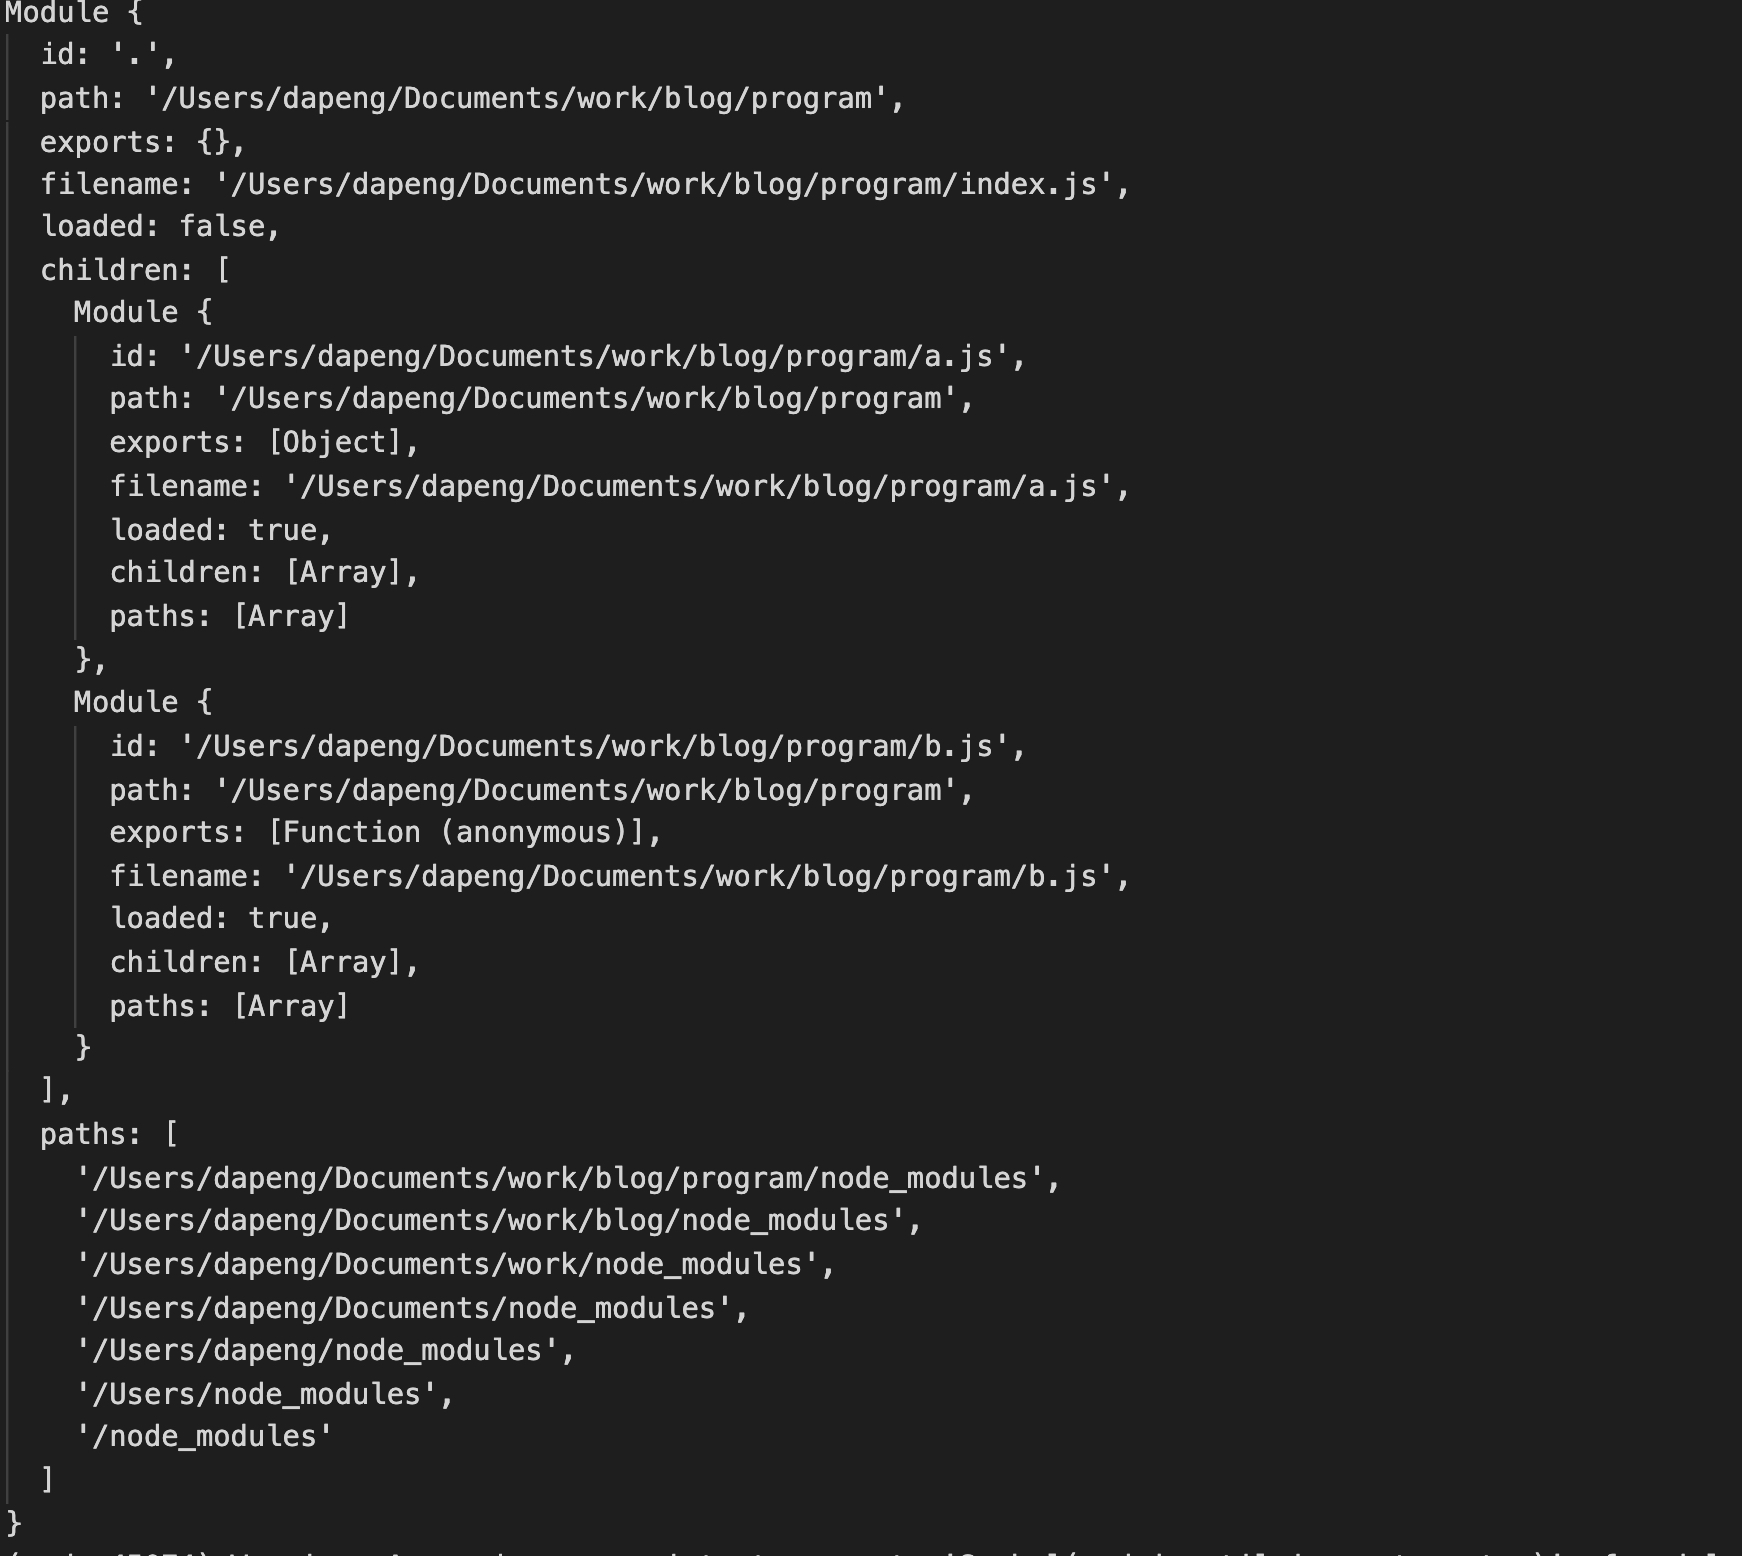 Module {
id: '.',
path: '/Users/dapeng/Documents/work/blog/program',
exports: {},
filename: '/Users/dapeng/Documents/work/blog/program/index.js',
loaded: false,
children: [
Module {
id: '/Users/dapeng/Documents/work/blog/program/a.js',
path: '/Users/dapeng/Documents/work/blog/program',
exports: [Object],
filename: '/Users/dapeng/Documents/work/blog/program/a.js',
loaded: true,
children: [Array],
paths: [Array]
},
Module {
id: '/Users/dapeng/Documents/work/blog/program/b.js',
path: '/Users/dapeng/Documents/work/blog/program',
exports: [Function (anonymous)],
filename: '/Users/dapeng/Documents/work/blog/program/b.js',
loaded: true,
children: [Array],
paths: [Array]
}
],
paths: [
'/Users/dapeng/Documents/work/blog/program/node_modules',
'/Users/dapeng/Documents/work/blog/node_modules',
'/Users/dapeng/Documents/work/node_modules',
'/Users/dapeng/Documents/node_modules',
'/Users/dapeng/node_modules',
'/Users/node_modules',
'/node_modules'
]
}